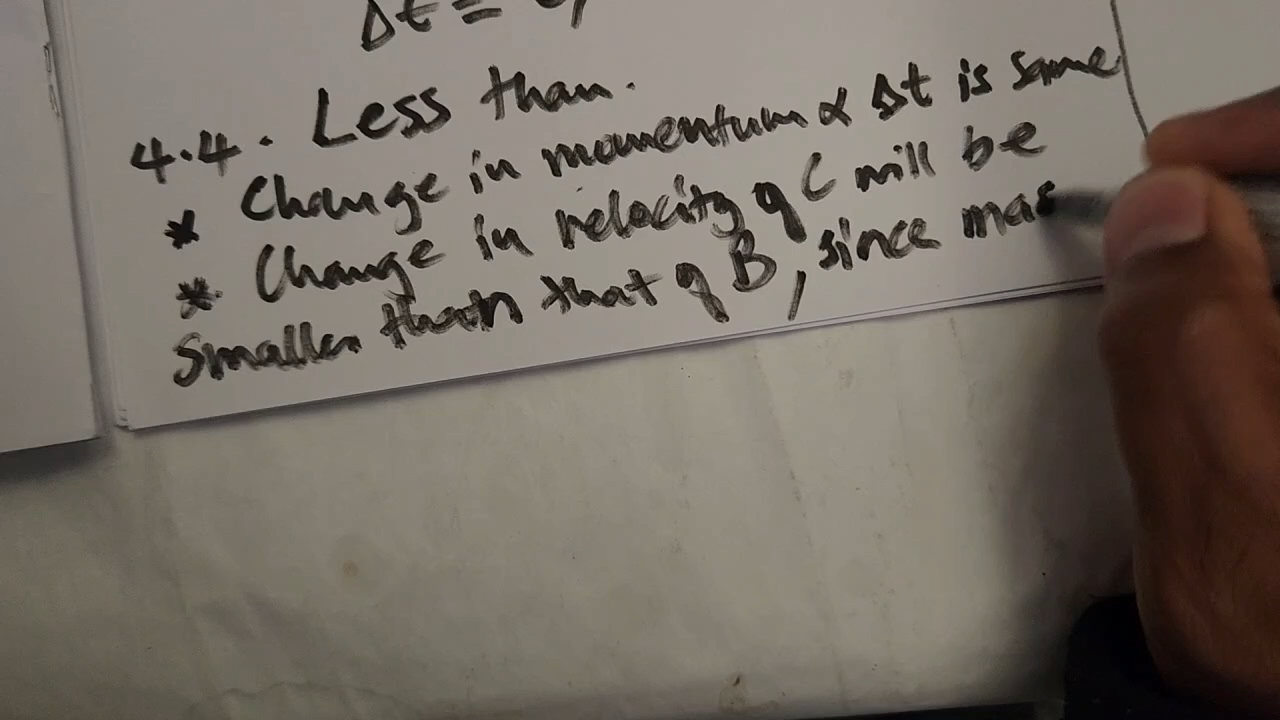 Δt =
4.4. Less than.
* Change in momentum & Δt is same
* Change in velocity of C will be
smaller than that of B, since mas